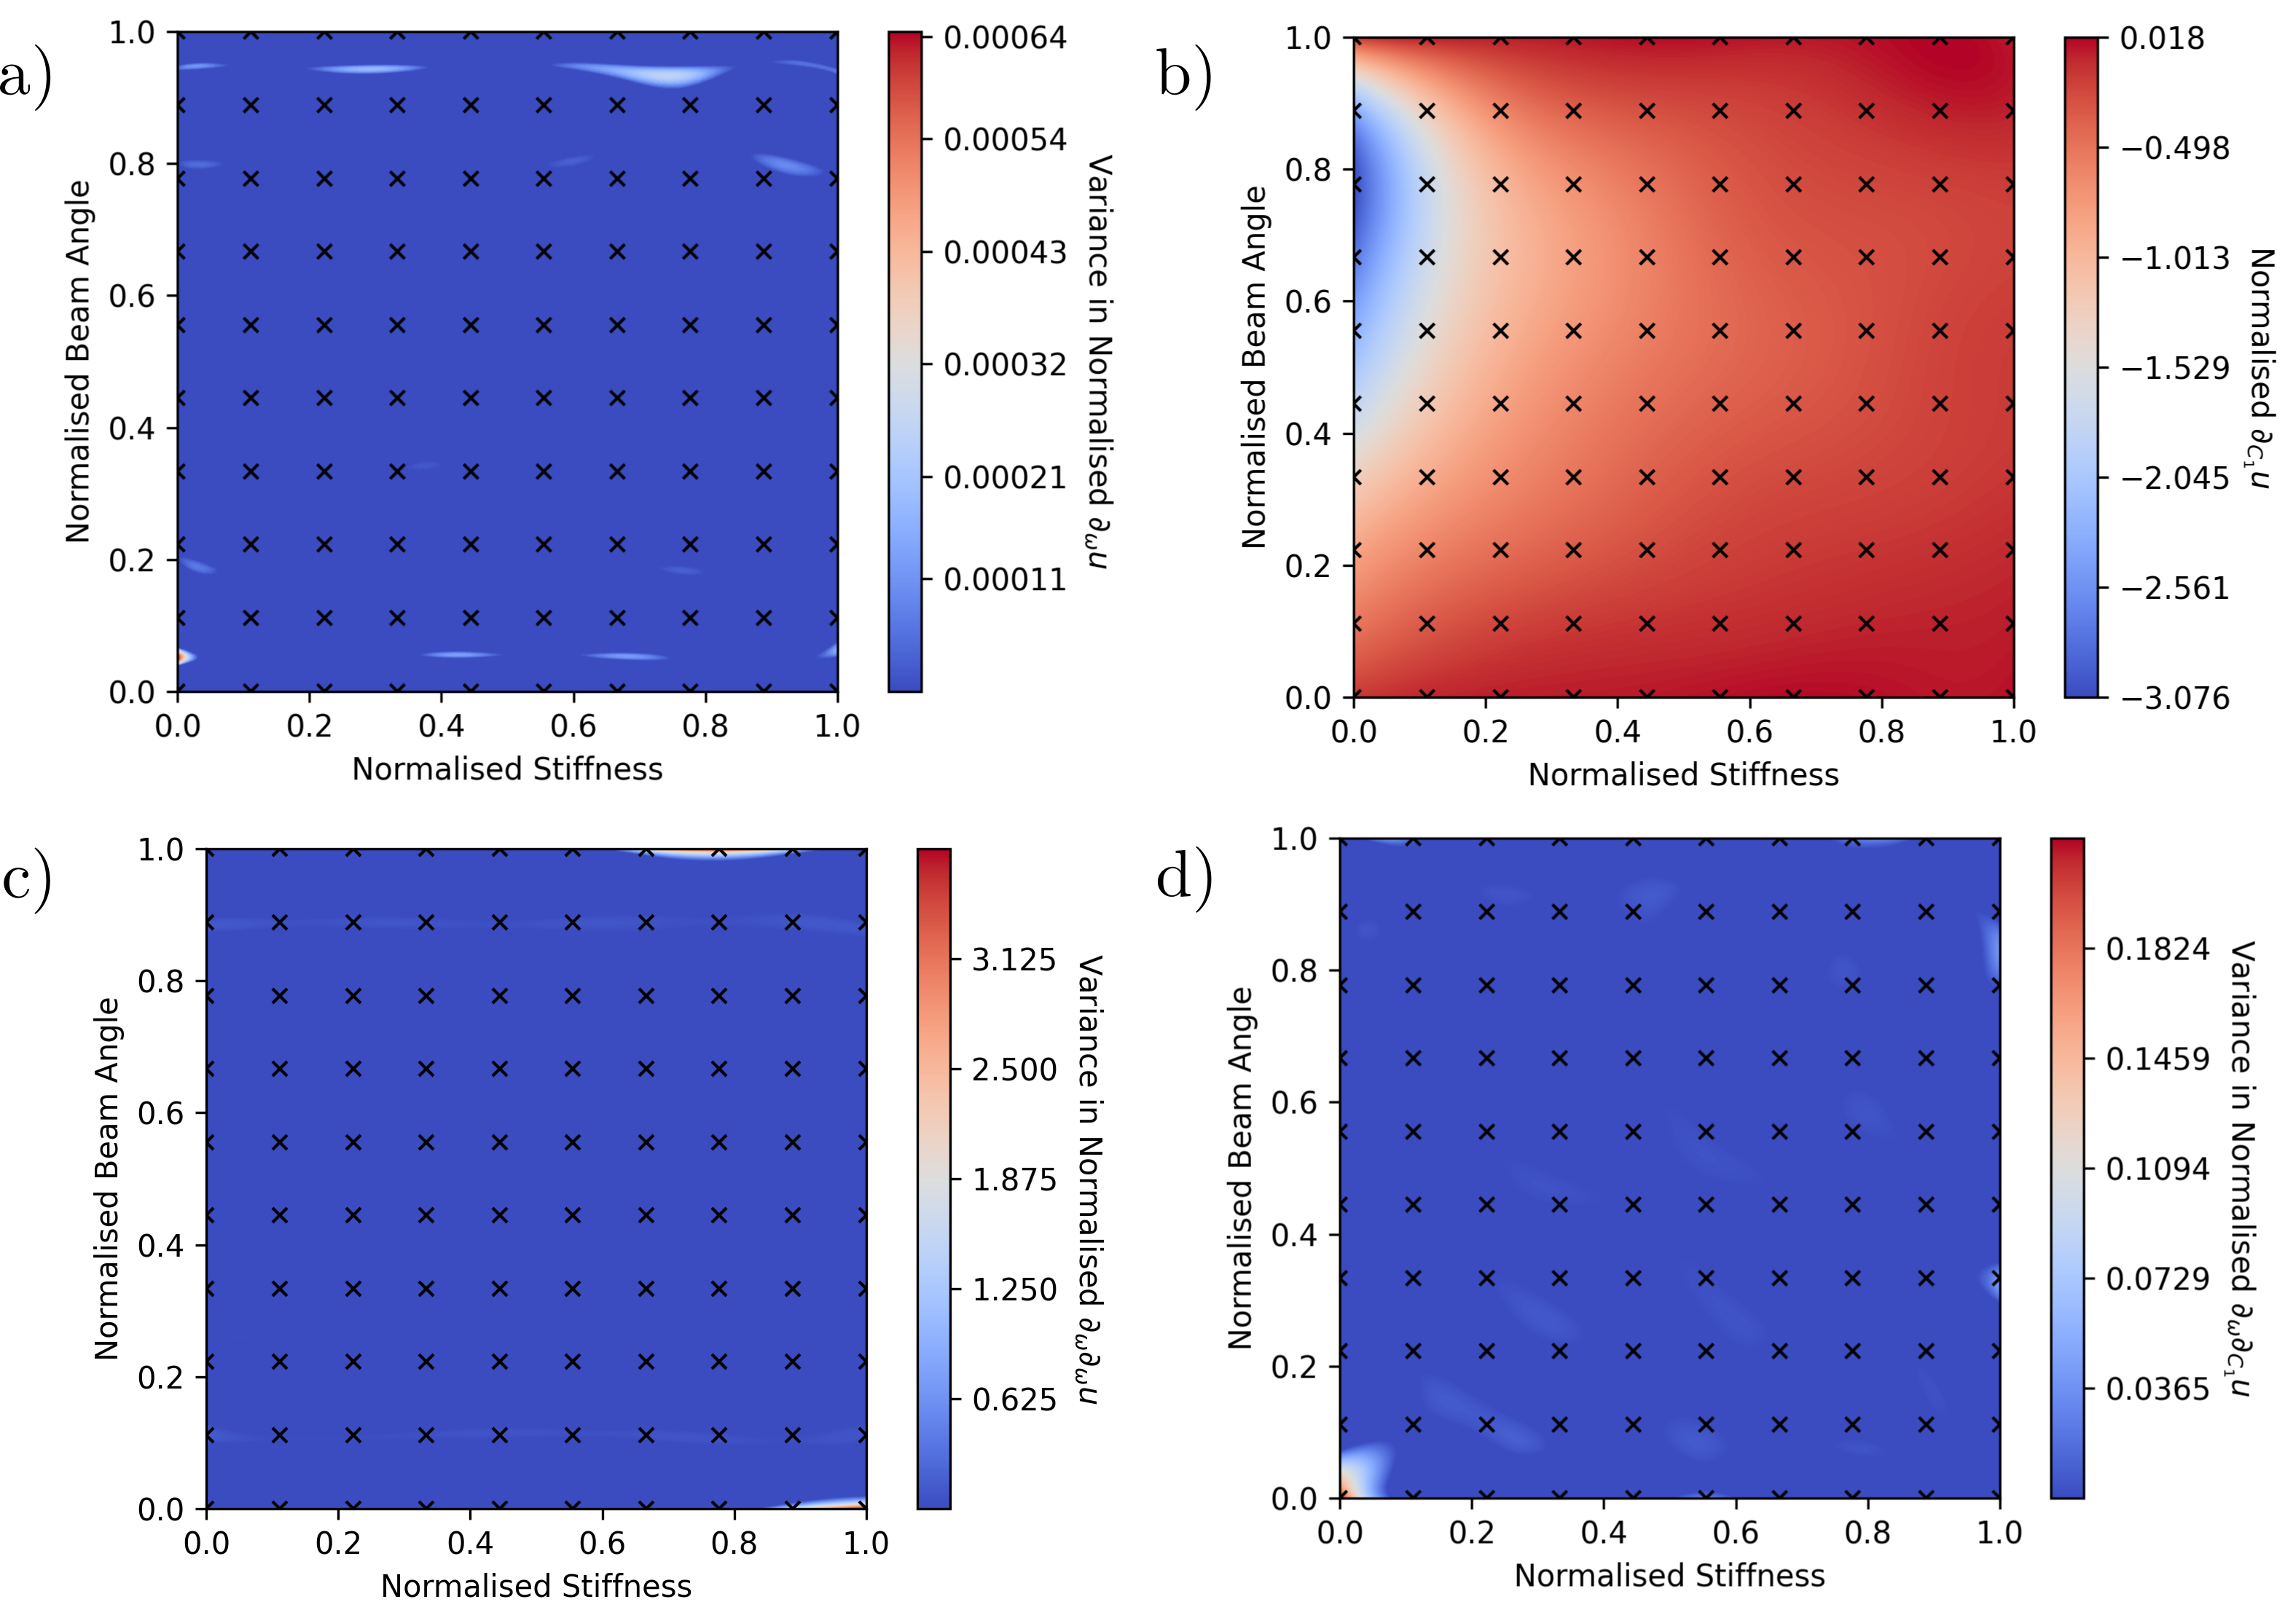 a)
1.0
0.8
0.6
0.4
0.2
0.0
Normalised Beam Angle
0.0 0.2 0.4 0.6 0.8 1.0
Normalised Stiffness
0.00064
0.00054
0.00043
0.00032
0.00021
0.00011
Variance in Normalised ∂ωu
b)
1.0
0.8
0.6
0.4
0.2
0.0
Normalised Beam Angle
0.0 0.2 0.4 0.6 0.8 1.0
Normalised Stiffness
0.018
−0.498
−1.013
−1.529
−2.045
−2.561
−3.076
Normalised ∂C₁u
c)
1.0
0.8
0.6
0.4
0.2
0.0
Normalised Beam Angle
0.0 0.2 0.4 0.6 0.8 1.0
Normalised Stiffness
3.125
2.500
1.875
1.250
0.625
Variance in Normalised ∂ω∂ωu
d)
1.0
0.8
0.6
0.4
0.2
0.0
Normalised Beam Angle
0.0 0.2 0.4 0.6 0.8 1.0
Normalised Stiffness
0.1824
0.1459
0.1094
0.0729
0.0365
Variance in Normalised ∂ω∂C₁u